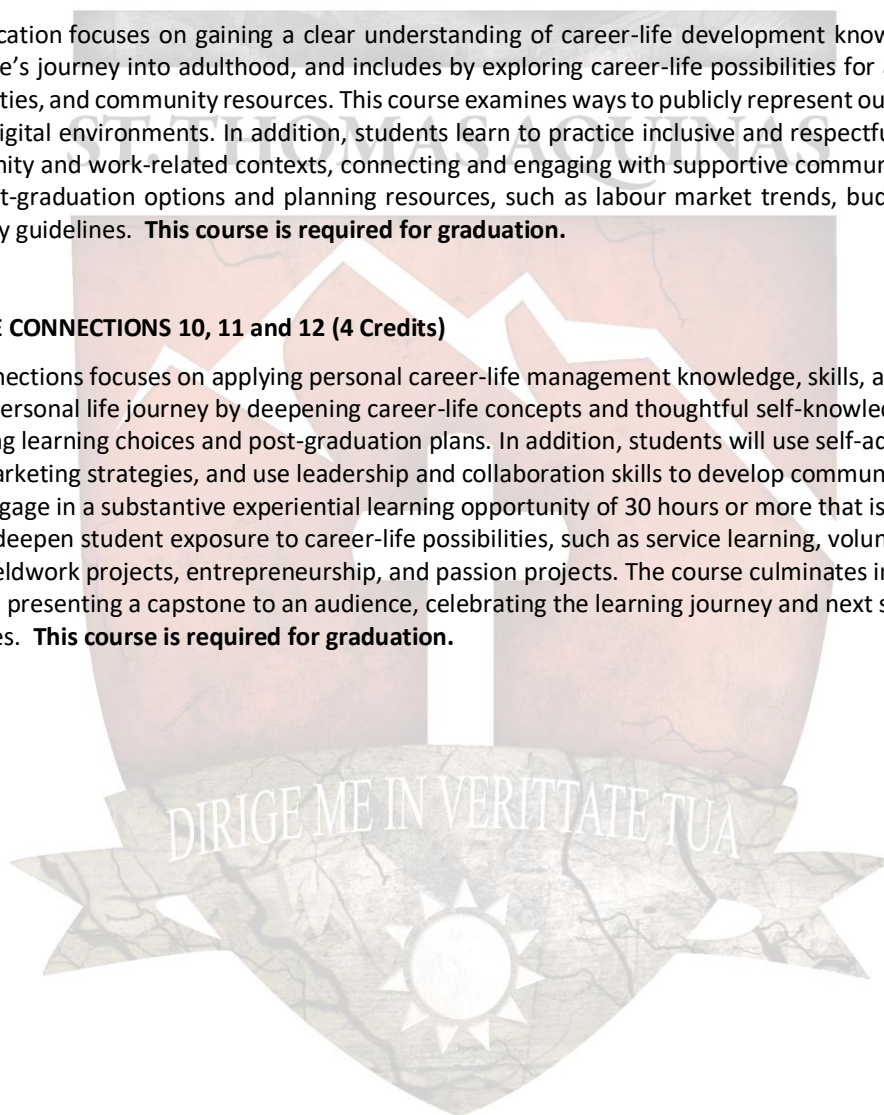 cation focuses on gaining a clear understanding of career-life development know
e's journey into adulthood, and includes by exploring career-life possibilities for
ties, and community resources. This course examines ways to publicly represent ou
digital environments. In addition, students learn to practice inclusive and respectfu
ST. THOMAS AQUINAS
nity and work-related contexts, connecting and engaging with supportive commun
t-graduation options and planning resources, such as labour market trends, bud
y guidelines. This course is required for graduation.
E CONNECTIONS 10, 11 and 12 (4 Credits)
nections focuses on applying personal career-life management knowledge, skills, a
personal life journey by deepening career-life concepts and thoughtful self-knowled
ng learning choices and post-graduation plans. In addition, students will use self-ad
arketing strategies, and use leadership and collaboration skills to develop commun
gage in a substantive experiential learning opportunity of 30 hours or more that is
deepen student exposure to career-life possibilities, such as service learning, volun
eldwork projects, entrepreneurship, and passion projects. The course culminates in
presenting a capstone to an audience, celebrating the learning journey and next s
es. This course is required for graduation.
DIRIGE ME IN VERITTATE TUA